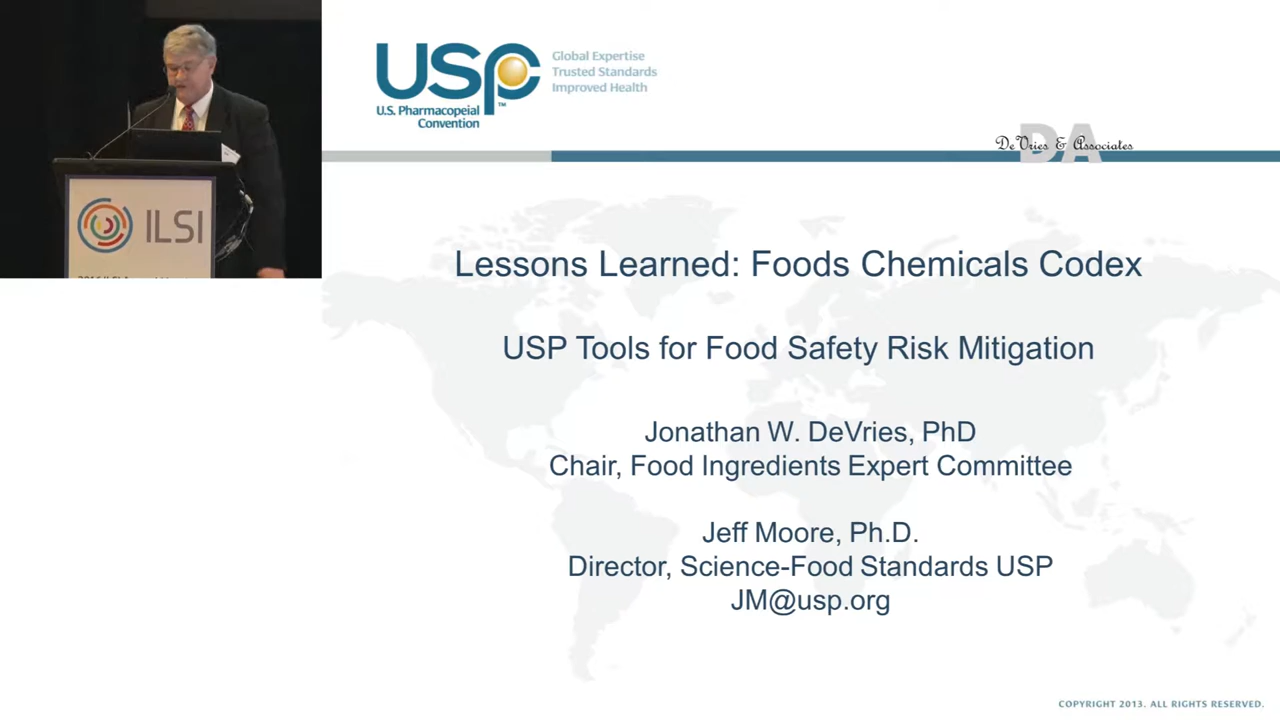 USP
TM
Global Expertise
Trusted Standards
Improved Health
U.S. Pharmacopeial
Convention
DA
DeVries & Associates
ILSI
Lessons Learned: Foods Chemicals Codex
USP Tools for Food Safety Risk Mitigation
Jonathan W. DeVries, PhD
Chair, Food Ingredients Expert Committee
Jeff Moore, Ph.D.
Director, Science-Food Standards USP
JM@usp.org
COPYRIGHT 2013. ALL RIGHTS RESERVED.